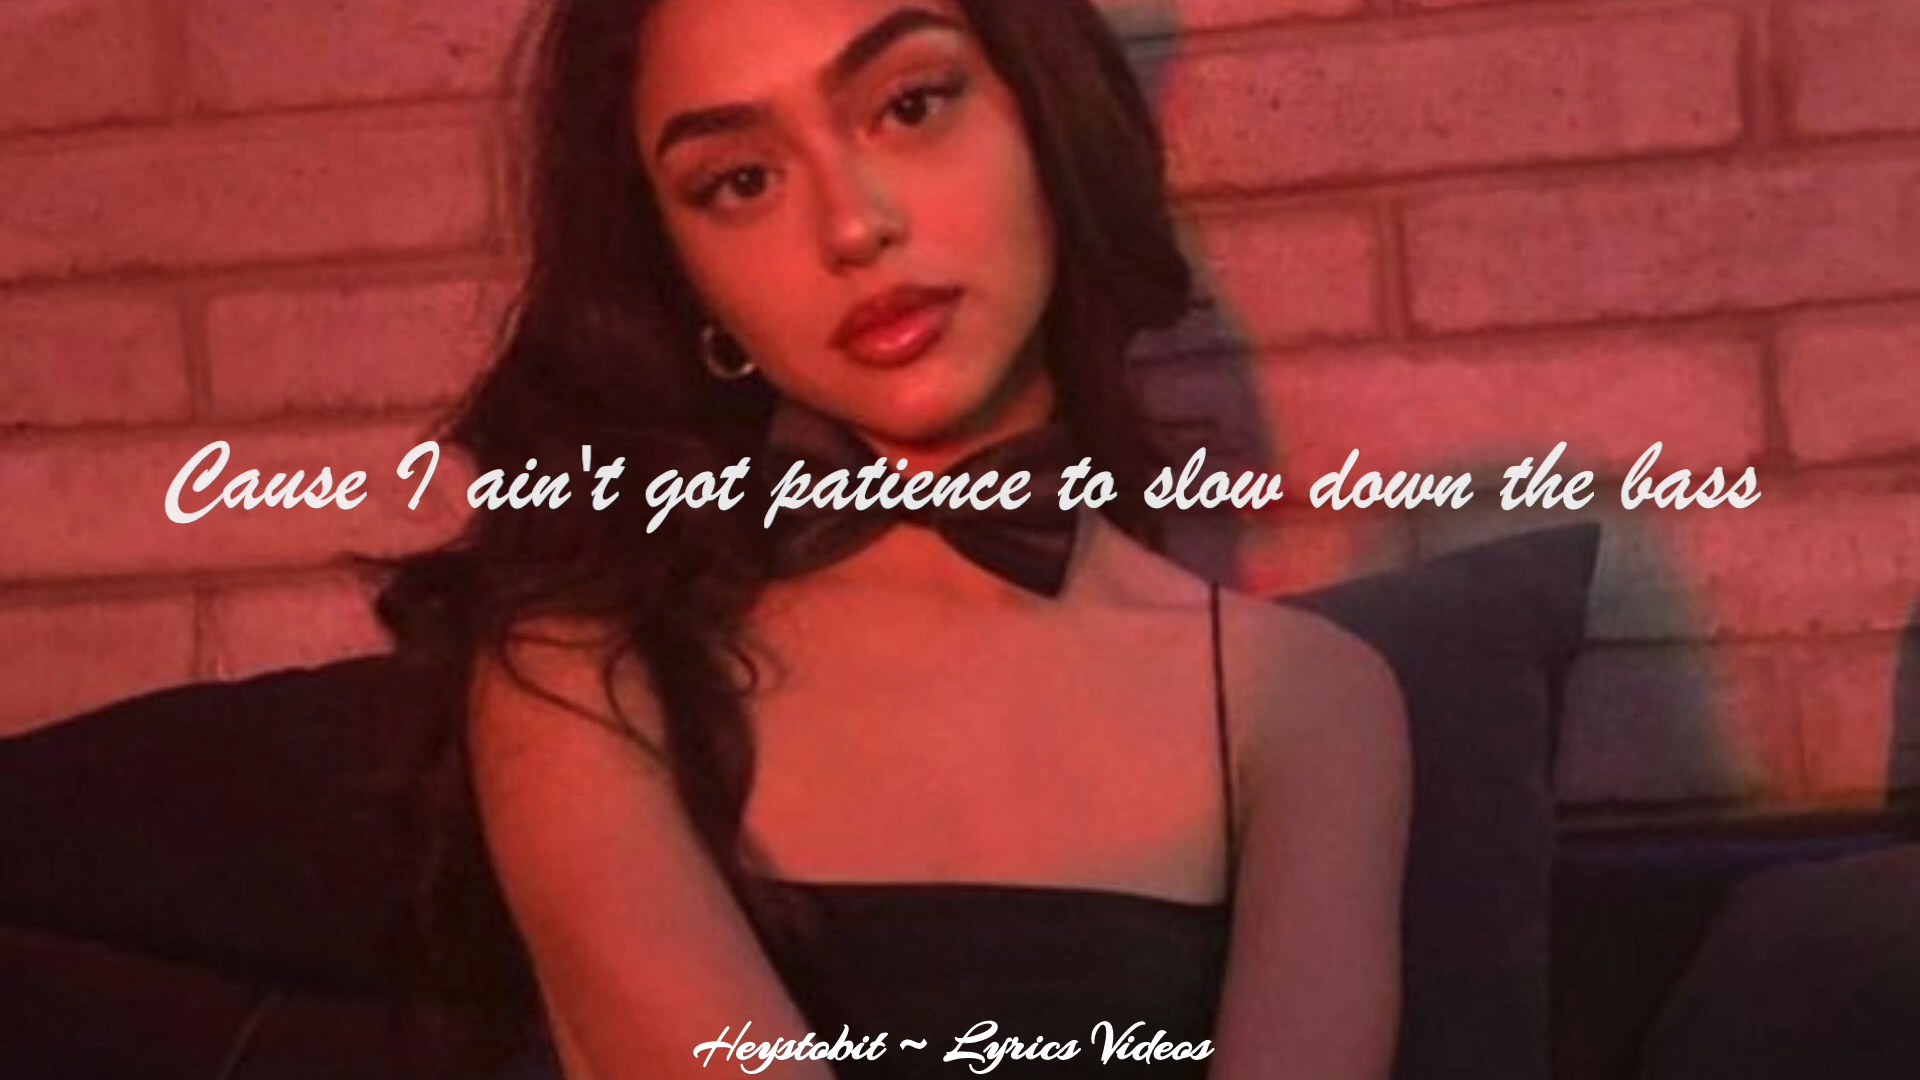 Cause I ain't got patience to slow down the bass
Heystobit ~ Lyrics Videos